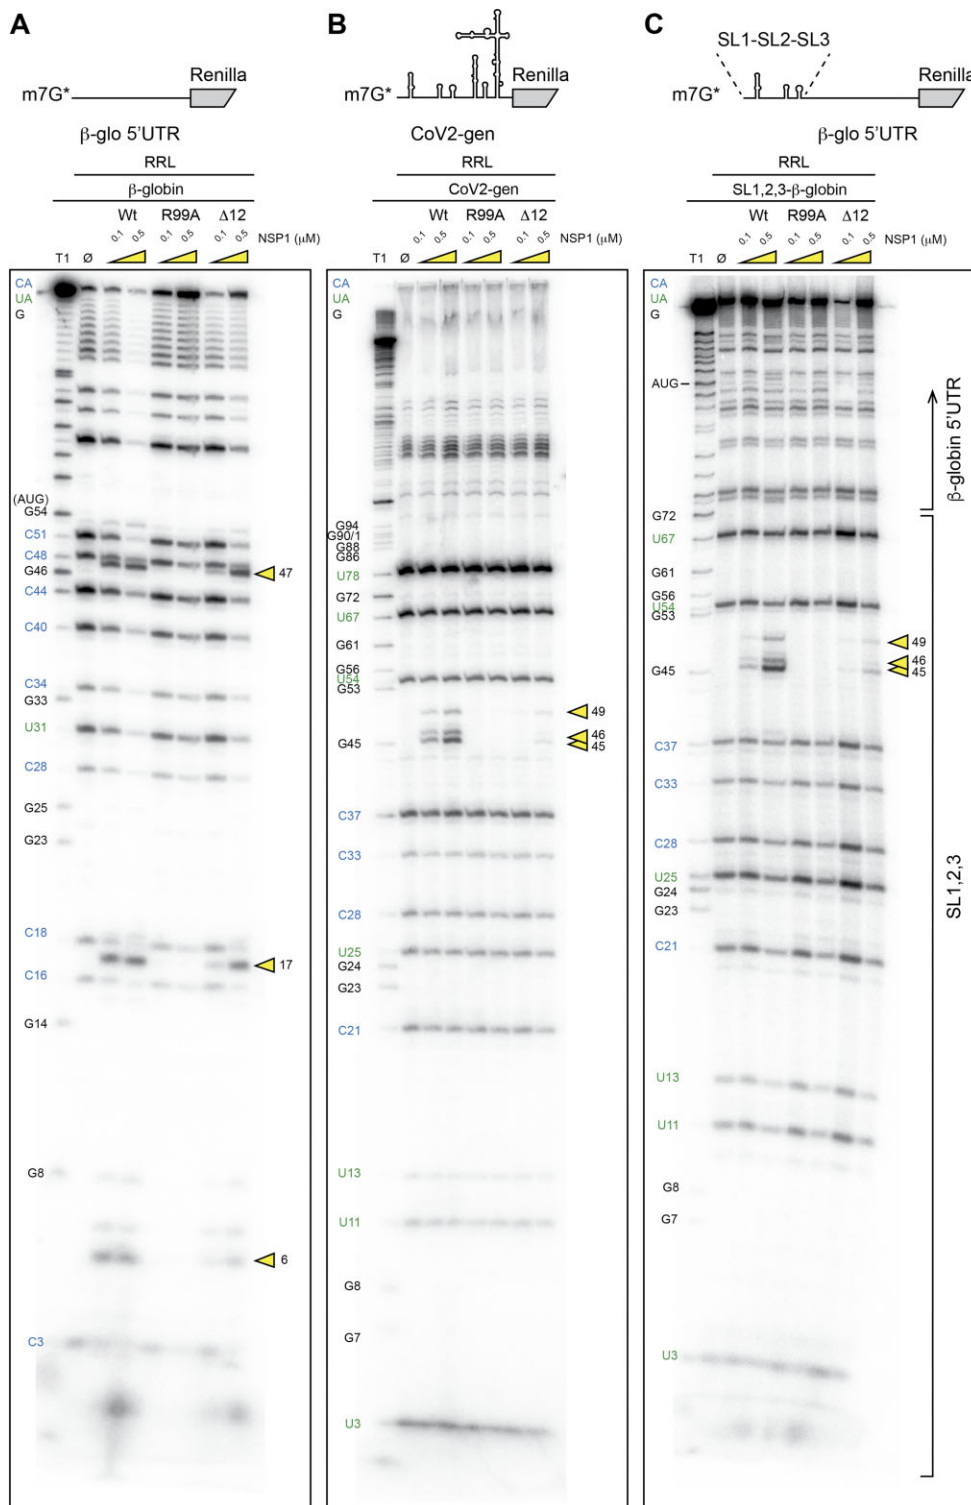 A
B
C
SL1-SL2-SL3
m7G*
Renilla
m7G*
Renilla
m7G*
Renilla
β-glo 5'UTR
CoV2-gen
β-glo 5'UTR
RRL
β-globin
Wt R99A Δ12
0.1 0.5 0.1 0.5 0.1 0.5 NSP1 (μM)
T1 Ø
CA
UA
G
(AUG)
G54
C51
C48
G46
C44
C40
C34
G33
U31
C28
G25
G23
C18
C16
G14
G8
C3
47
17
6
RRL
CoV2-gen
Wt R99A Δ12
0.1 0.5 0.1 0.5 0.1 0.5 NSP1 (μM)
T1 Ø
CA
UA
G
G94
G90/1
G88
G86
U78
G72
U67
G61
G56
U54
G53
G45
C37
C33
C28
U25
G24
G23
C21
U13
U11
G8
G7
U3
49
46
45
RRL
SL1,2,3-β-globin
Wt R99A Δ12
0.1 0.5 0.1 0.5 0.1 0.5 NSP1 (μM)
T1 Ø
CA
UA
G
AUG
G72
U67
G61
G56
U54
G53
G45
C37
C33
C28
U25
G24
G23
C21
U13
U11
G8
G7
U3
49
46
45
β-globin 5'UTR
SL1,2,3